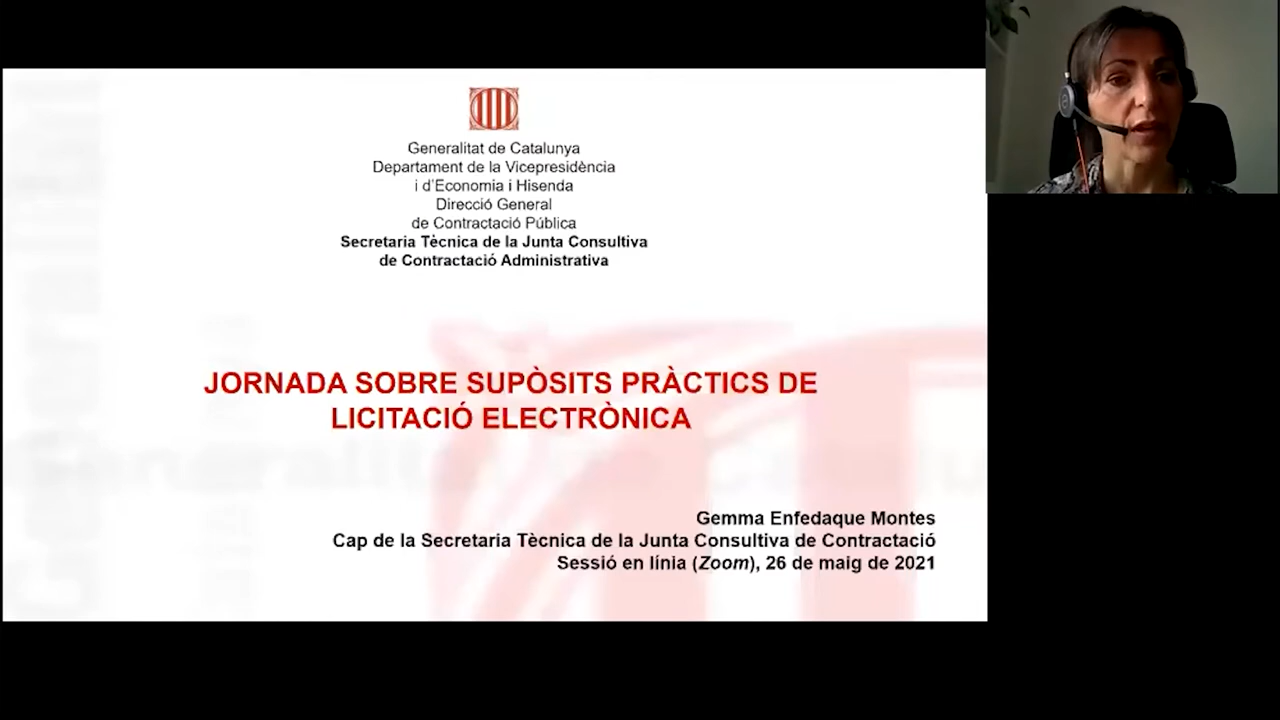 Generalitat de Catalunya
Departament de la Vicepresidència
i d'Economia i Hisenda
Direcció General
de Contractació Pública
Secretaria Tècnica de la Junta Consultiva
de Contractació Administrativa
JORNADA SOBRE SUPÒSITS PRÀCTICS DE
LICITACIÓ ELECTRÒNICA
Gemma Enfedaque Montes
Cap de la Secretaria Tècnica de la Junta Consultiva de Contractació
Sessió en línia (Zoom), 26 de maig de 2021